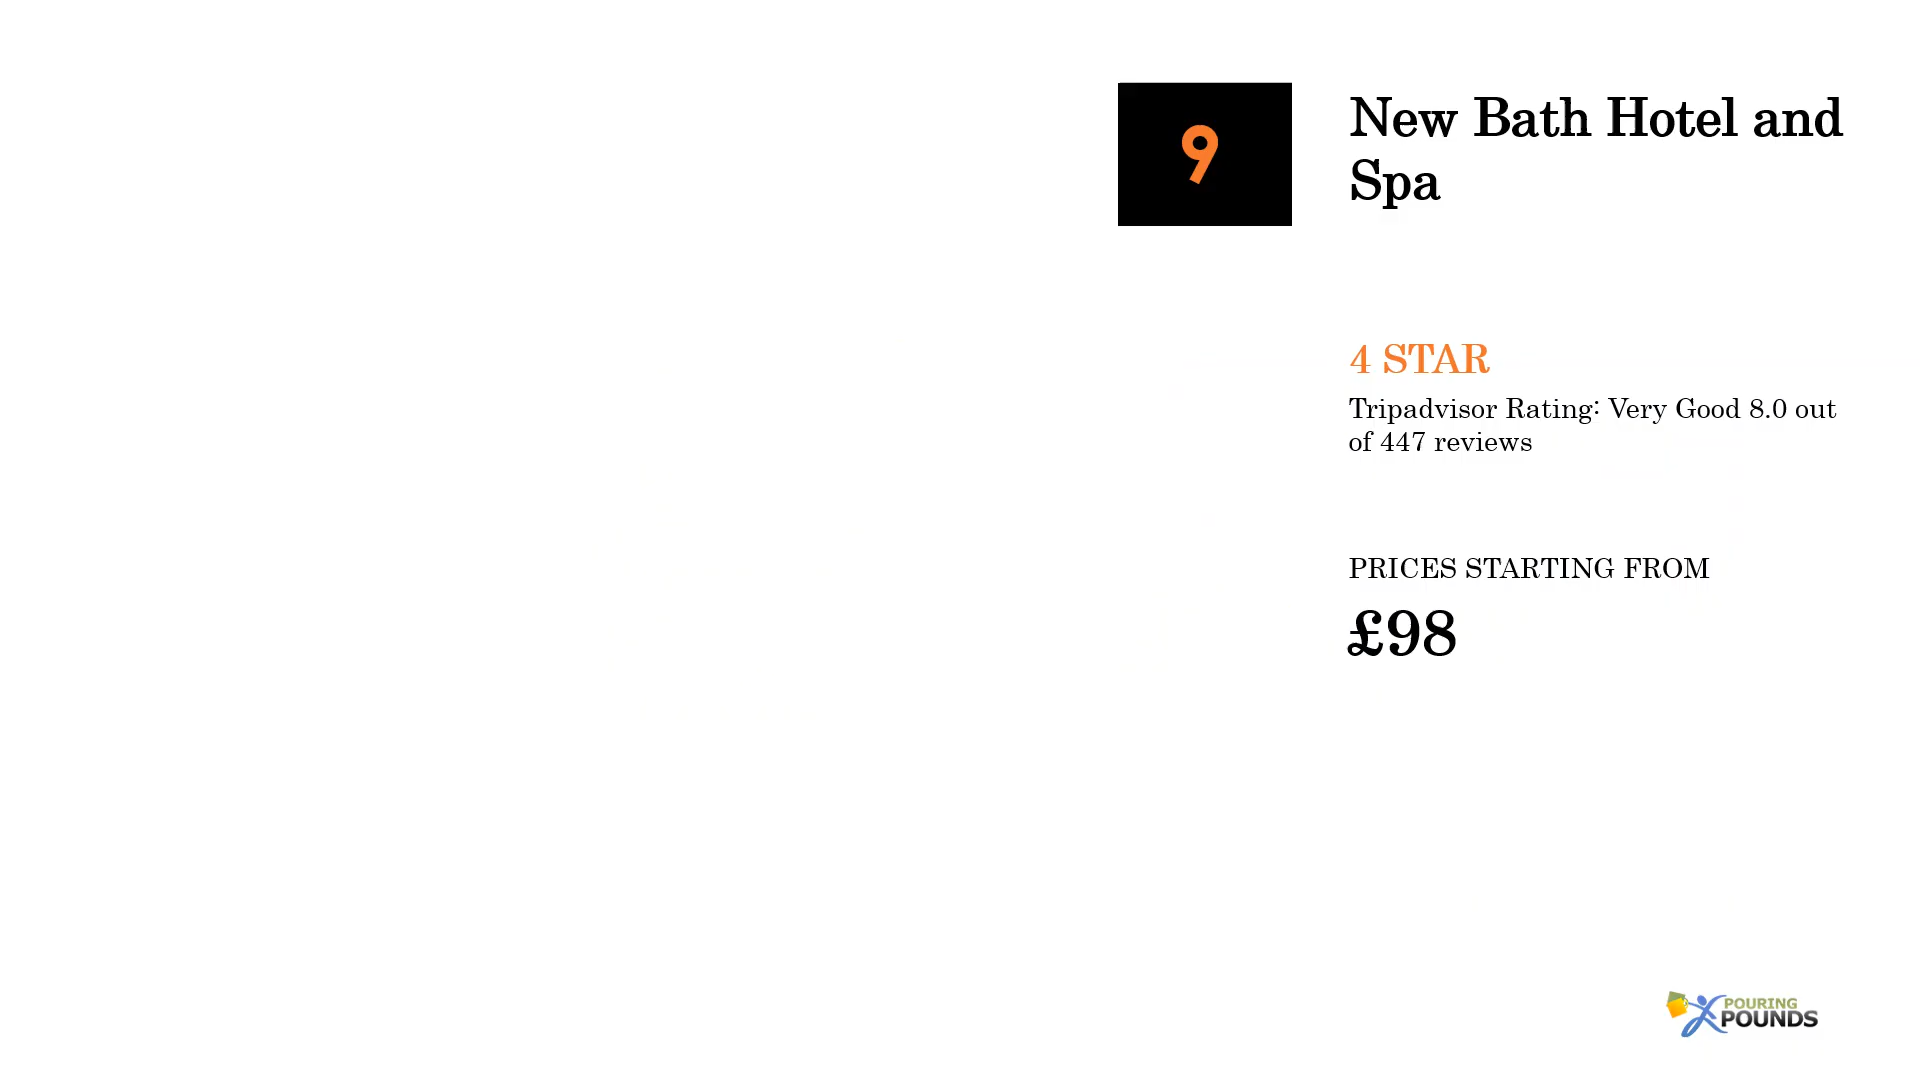 9
New Bath Hotel and
Spa
4 STAR
Tripadvisor Rating: Very Good 8.0 out
of 447 reviews
PRICES STARTING FROM
£98
POURING
POUNDS